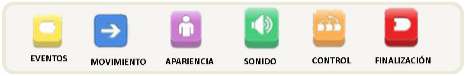 EVENTOS MOVIMIENTO APARIENCIA SONIDO CONTROL FINALIZACIÓN